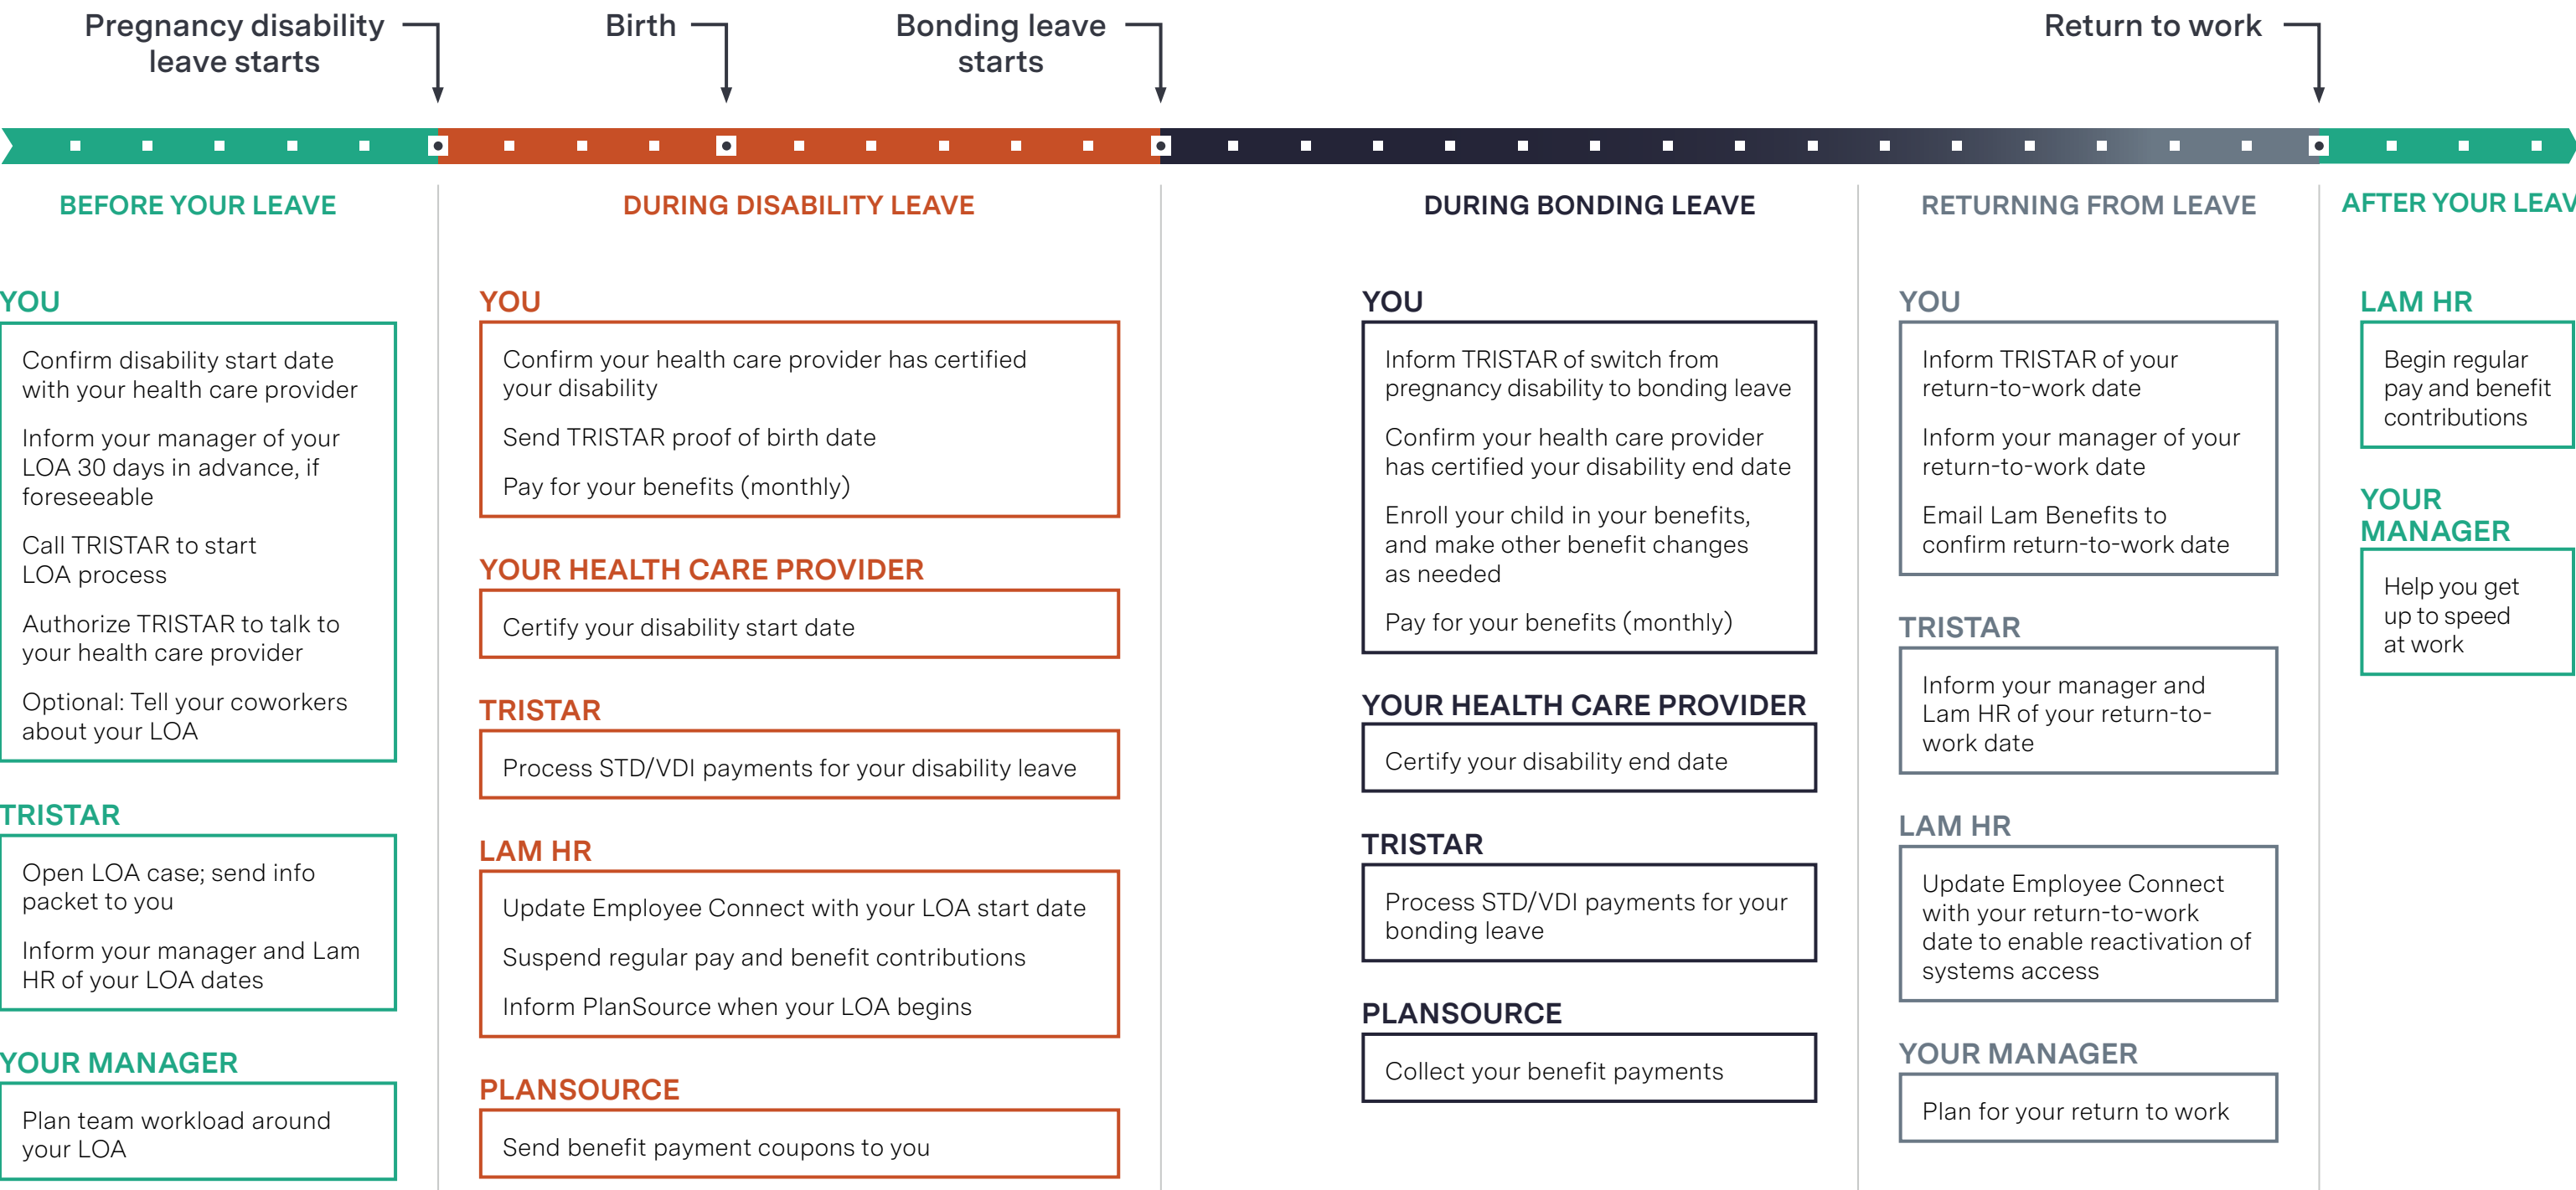 Pregnancy disability
leave starts
Birth
Bonding leave
starts
Return to work
BEFORE YOUR LEAVE
YOU
Confirm disability start date
with your health care provider
Inform your manager of your
LOA 30 days in advance, if
foreseeable
Call TRISTAR to start
LOA process
Authorize TRISTAR to talk to
your health care provider
Optional: Tell your coworkers
about your LOA
TRISTAR
Open LOA case; send info
packet to you
Inform your manager and Lam
HR of your LOA dates
YOUR MANAGER
Plan team workload around
your LOA
DURING DISABILITY LEAVE
YOU
Confirm your health care provider has certified
your disability
Send TRISTAR proof of birth date
Pay for your benefits (monthly)
YOUR HEALTH CARE PROVIDER
Certify your disability start date
TRISTAR
Process STD/VDI payments for your disability leave
LAM HR
Update Employee Connect with your LOA start date
Suspend regular pay and benefit contributions
Inform PlanSource when your LOA begins
PLANSOURCE
Send benefit payment coupons to you
DURING BONDING LEAVE
YOU
Inform TRISTAR of switch from
pregnancy disability to bonding leave
Confirm your health care provider
has certified your disability end date
Enroll your child in your benefits,
and make other benefit changes
as needed
Pay for your benefits (monthly)
YOUR HEALTH CARE PROVIDER
Certify your disability end date
TRISTAR
Process STD/VDI payments for your
bonding leave
PLANSOURCE
Collect your benefit payments
RETURNING FROM LEAVE
YOU
Inform TRISTAR of your
return-to-work date
Inform your manager of your
return-to-work date
Email Lam Benefits to
confirm return-to-work date
TRISTAR
Inform your manager and
Lam HR of your return-to-
work date
LAM HR
Update Employee Connect
with your return-to-work
date to enable reactivation of
systems access
YOUR MANAGER
Plan for your return to work
AFTER YOUR LEAV
LAM HR
Begin regular
pay and benefit
contributions
YOUR
MANAGER
Help you get
up to speed
at work